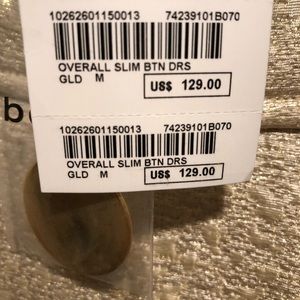 10262601150013 74239101B070
OVERALL SLIM BTN DRS
GLD M US$ 129.00
b
10262601150013 74239101B070
OVERALL SLIM BTN DRS
GLD M US$ 129.00